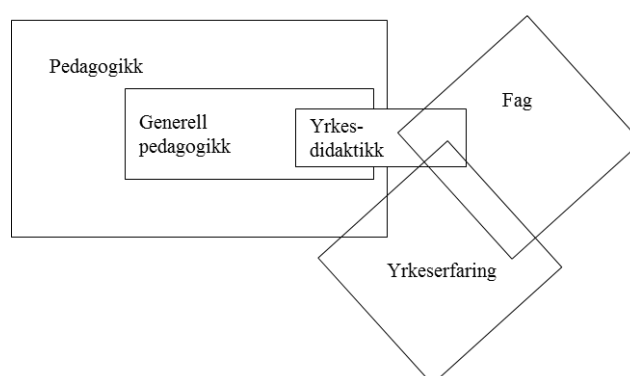 Pedagogikk
Generell
pedagogikk
Yrkes-
didaktikk
Fag
Yrkeserfaring